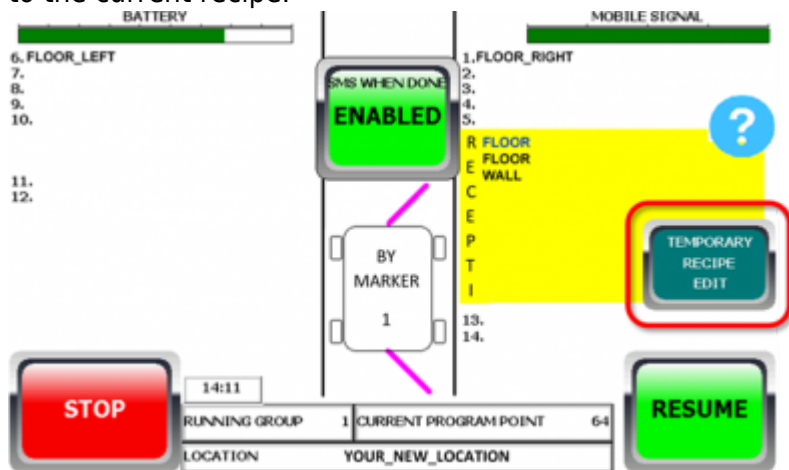 to the current recipe.
BATTERY
MOBILE SIGNAL
6. FLOOR_LEFT
7.
8.
9.
10.
11.
12.
SMS WHEN DONE
ENABLED
1.FLOOR_RIGHT
2.
3.
4.
5.
?
R FLOOR
E FLOOR
WALL
C
E
P
T
I
TEMPORARY
RECIPE
EDIT
13.
14.
BY
MARKER
1
STOP
14:11
RESUME
RUNNING GROUP 1 CURRENT PROGRAM POINT 64
LOCATION YOUR_NEW_LOCATION